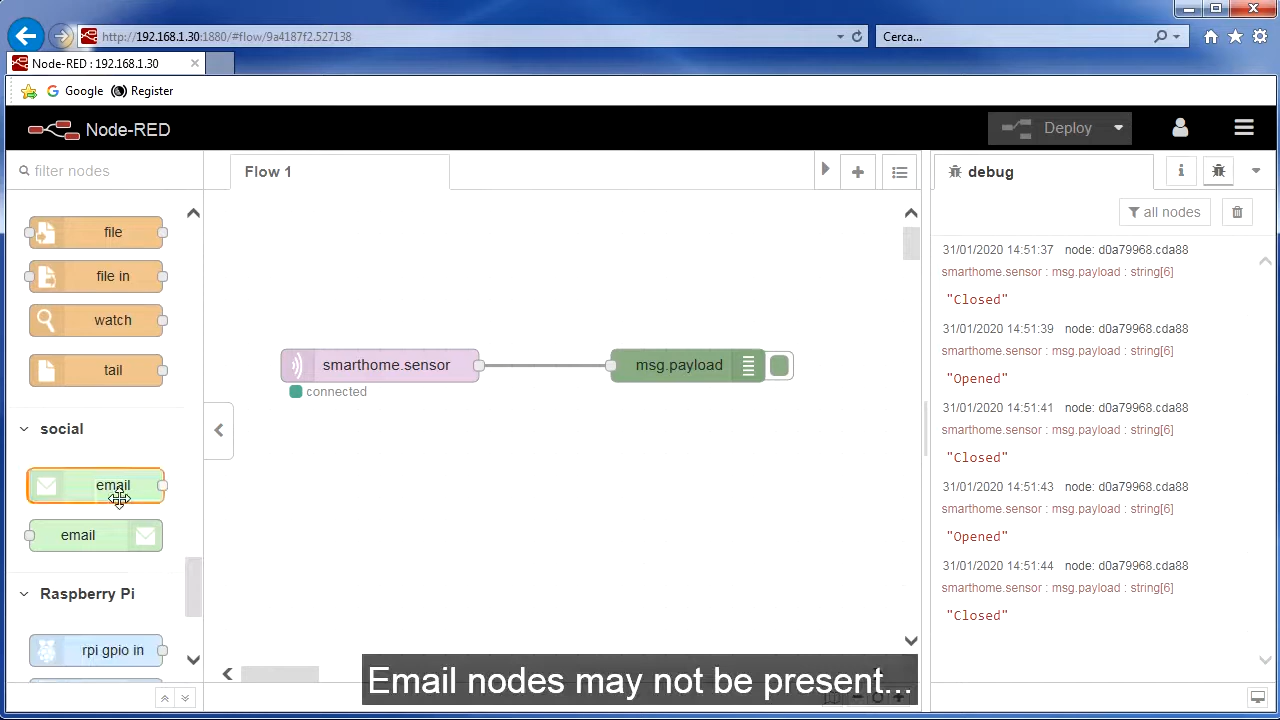 http://192.168.1.30:1880/#flow/9a4187f2.527138
Cerca...
Node-RED : 192.168.1.30
Google
Register
Node-RED
Deploy
filter nodes
Flow 1
debug
i
all nodes
file
file in
watch
tail
social
email
email
Raspberry Pi
rpi gpio in
smarthome.sensor
connected
msg.payload
31/01/2020 14:51:37 node: d0a79968.cda88
smarthome.sensor : msg.payload : string[6]
"Closed"
31/01/2020 14:51:39 node: d0a79968.cda88
smarthome.sensor : msg.payload : string[6]
"Opened"
31/01/2020 14:51:41 node: d0a79968.cda88
smarthome.sensor : msg.payload : string[6]
"Closed"
31/01/2020 14:51:43 node: d0a79968.cda88
smarthome.sensor : msg.payload : string[6]
"Opened"
31/01/2020 14:51:44 node: d0a79968.cda88
smarthome.sensor : msg.payload : string[6]
"Closed"
Email nodes may not be present...